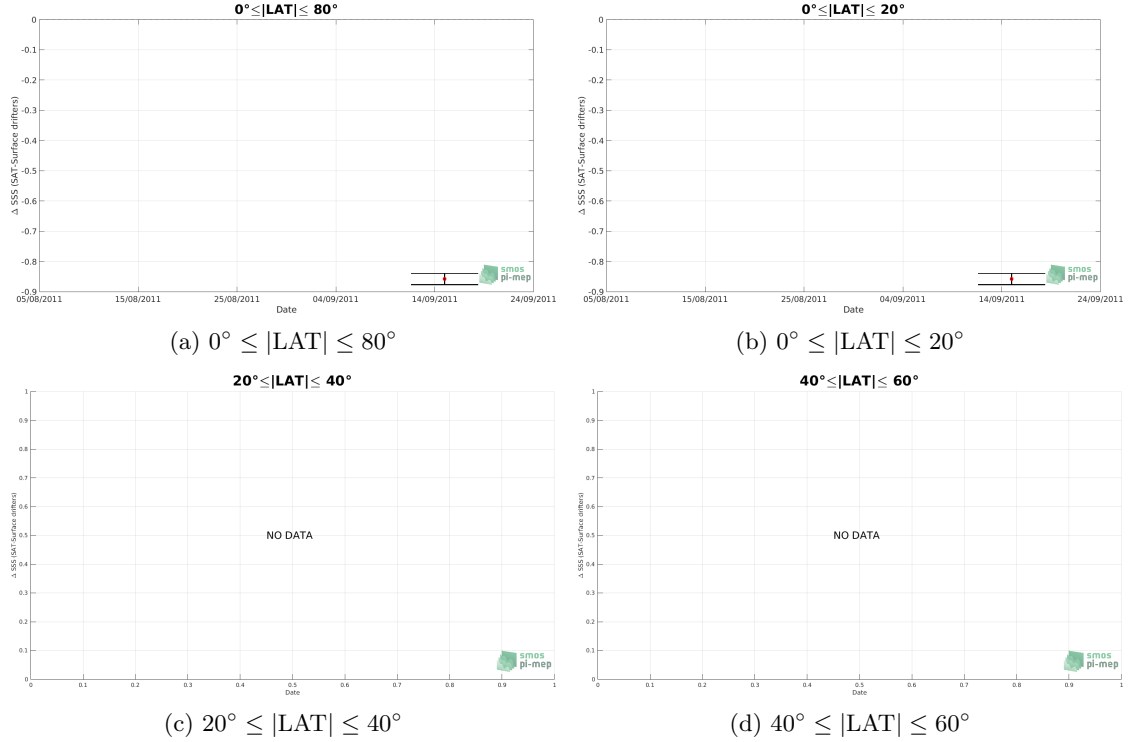 0°≤|LAT|≤ 80°
0
-0.1
-0.2
-0.3
-0.4
-0.5
-0.6
-0.7
-0.8
-0.9
Δ SSS (SAT-Surface drifters)
05/08/2011 15/08/2011 25/08/2011 04/09/2011 14/09/2011 24/09/2011
Date
smos
pi-mep
(a) 0° ≤ |LAT| ≤ 80°
0°≤|LAT|≤ 20°
0
-0.1
-0.2
-0.3
-0.4
-0.5
-0.6
-0.7
-0.8
-0.9
Δ SSS (SAT-Surface drifters)
05/08/2011 15/08/2011 25/08/2011 04/09/2011 14/09/2011 24/09/2011
Date
smos
pi-mep
(b) 0° ≤ |LAT| ≤ 20°
20°≤|LAT|≤ 40°
1
0.9
0.8
0.7
0.6
0.5
0.4
0.3
0.2
0.1
0
Δ SSS (SAT-Surface drifters)
NO DATA
0 0.1 0.2 0.3 0.4 0.5 0.6 0.7 0.8 0.9 1
Date
smos
pi-mep
(c) 20° ≤ |LAT| ≤ 40°
40°≤|LAT|≤ 60°
1
0.9
0.8
0.7
0.6
0.5
0.4
0.3
0.2
0.1
0
Δ SSS (SAT-Surface drifters)
NO DATA
0 0.1 0.2 0.3 0.4 0.5 0.6 0.7 0.8 0.9 1
Date
smos
pi-mep
(d) 40° ≤ |LAT| ≤ 60°